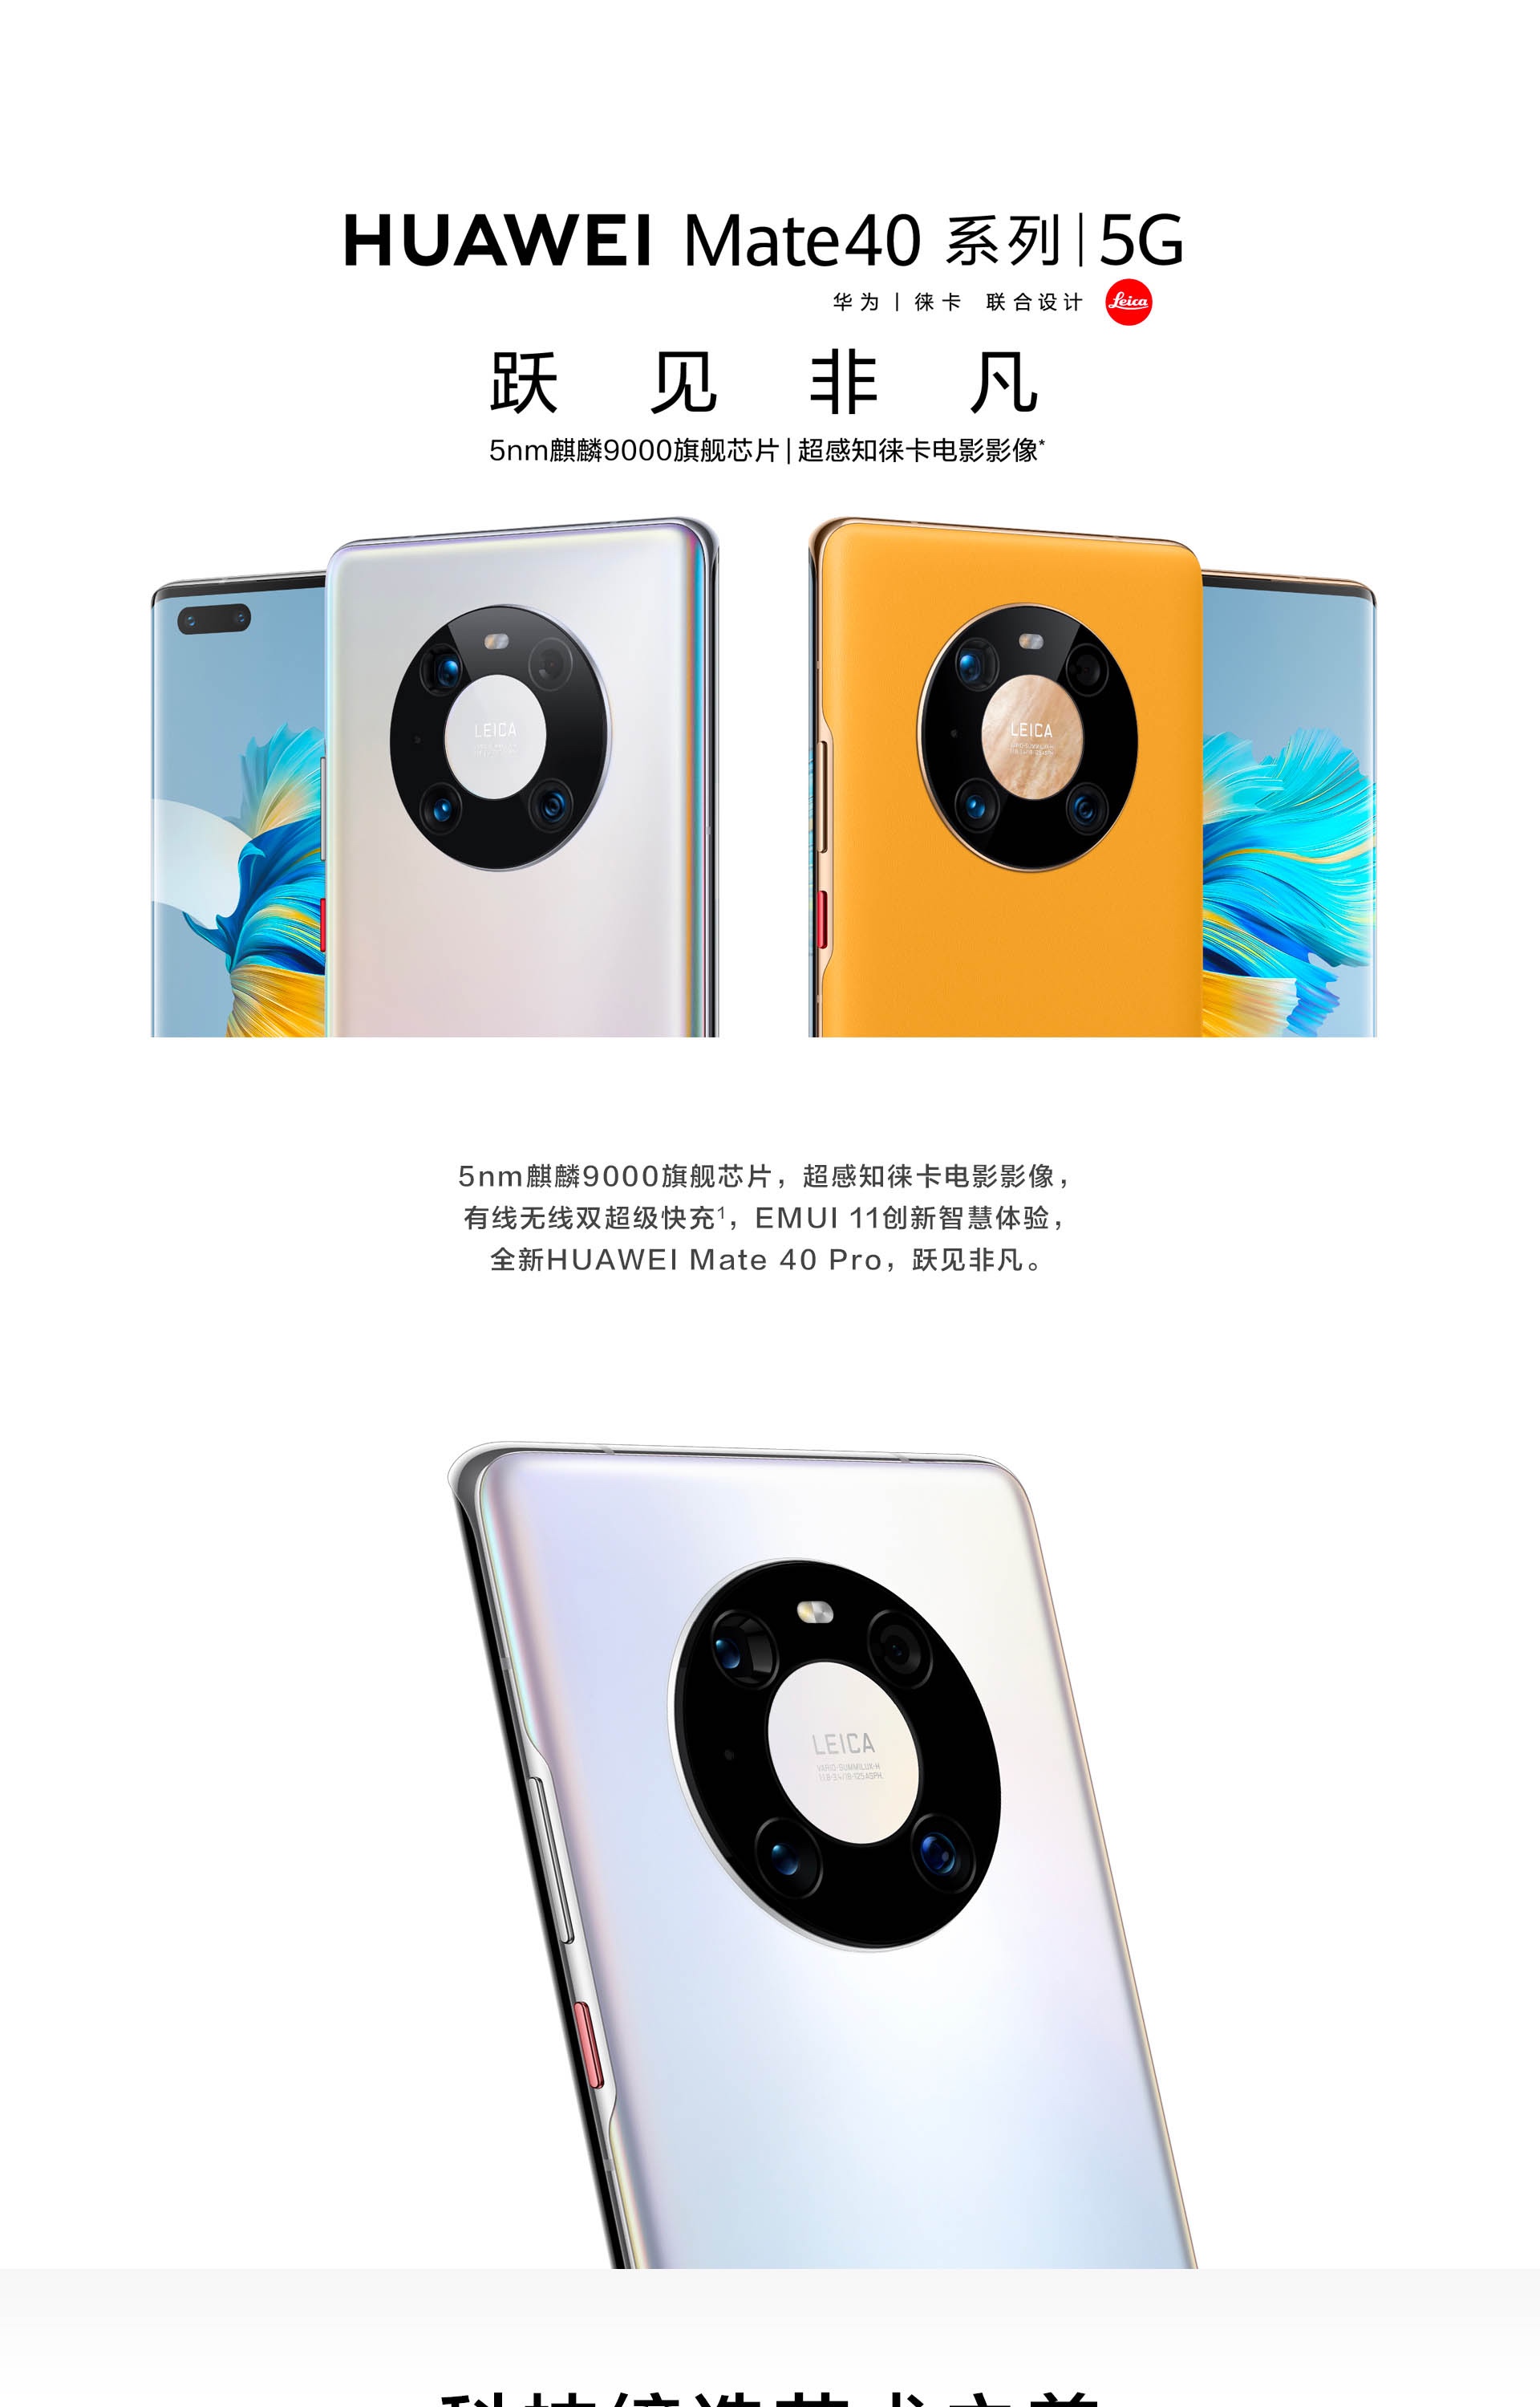 HUAWEI Mate40 系列|5G
华为 | 徕卡 联合设计 Leica
跃见非凡
5nm麒麟9000旗舰芯片|超感知徕卡电影影像*
LEICA
LEICA
5nm麒麟9000旗舰芯片，超感知徕卡电影影像，
有线无线双超级快充1，EMUI 11创新智慧体验，
全新HUAWEI Mate 40 Pro，跃见非凡。
LEICA
VARIO-SUMMILUX-H